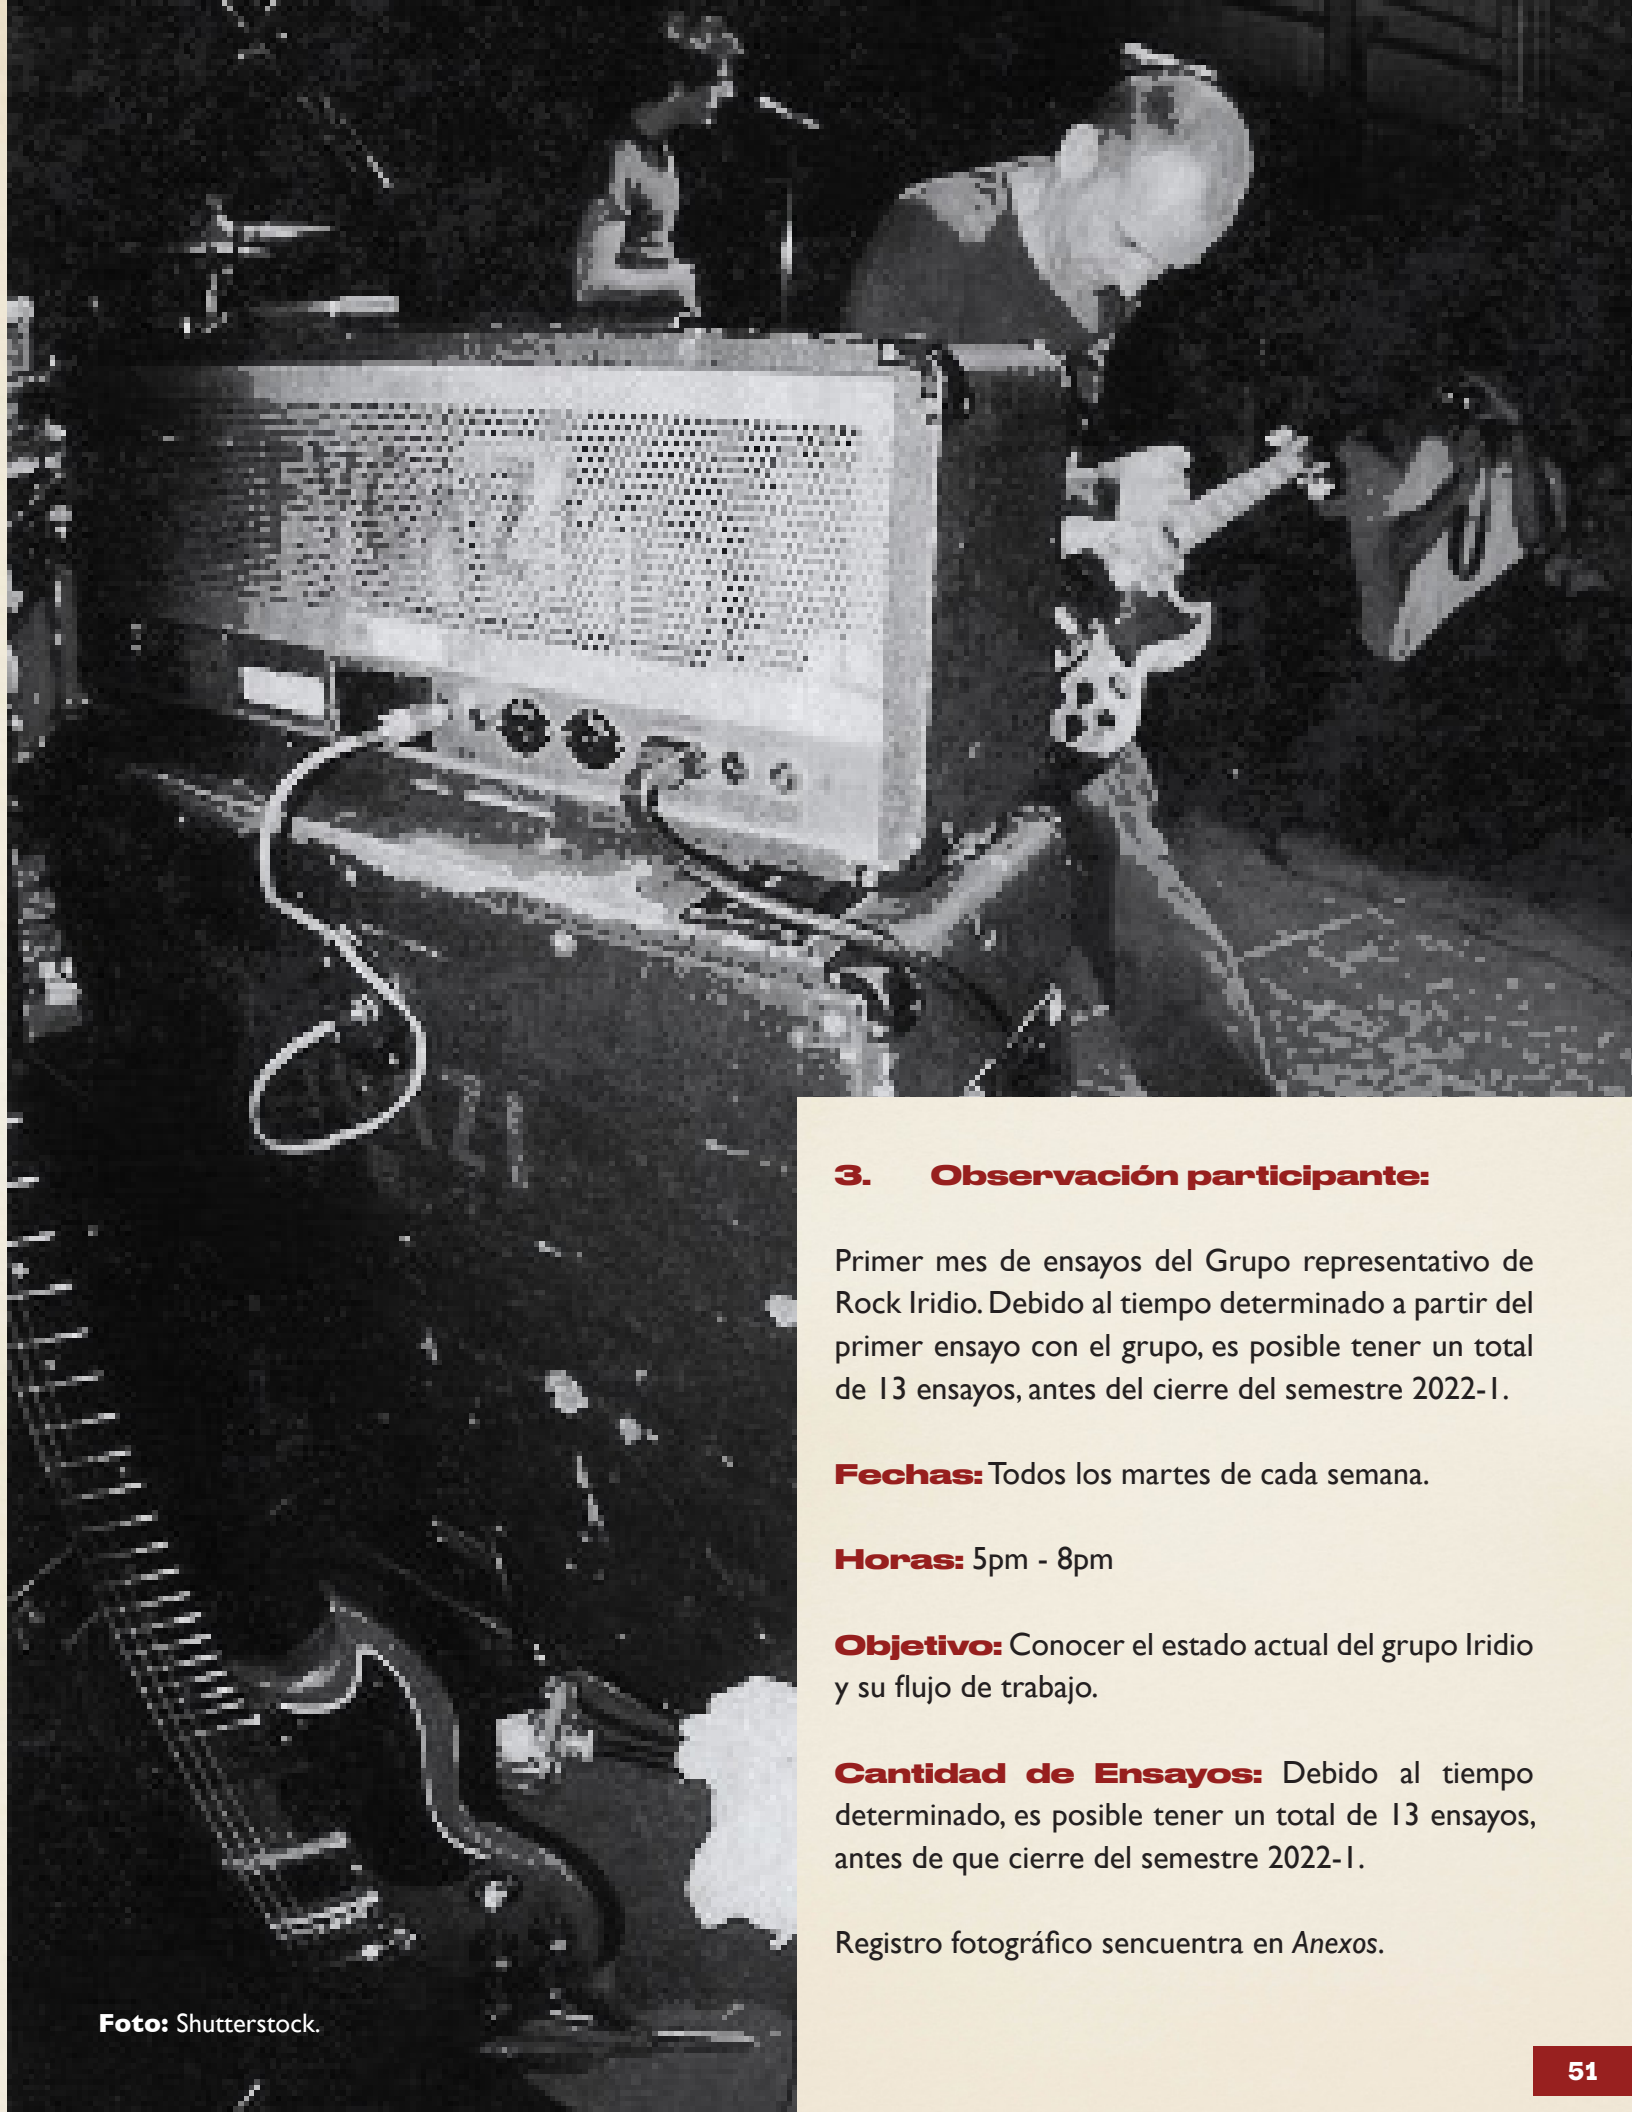 3. Observación participante:
Primer mes de ensayos del Grupo representativo de
Rock Iridio. Debido al tiempo determinado a partir del
primer ensayo con el grupo, es posible tener un total
de 13 ensayos, antes del cierre del semestre 2022-1.
Fechas: Todos los martes de cada semana.
Horas: 5pm - 8pm
Objetivo: Conocer el estado actual del grupo Iridio
y su flujo de trabajo.
Cantidad de Ensayos: Debido al tiempo
determinado, es posible tener un total de 13 ensayos,
antes de que cierre del semestre 2022-1.
Registro fotográfico sencuentra en Anexos.
Foto: Shutterstock.
51